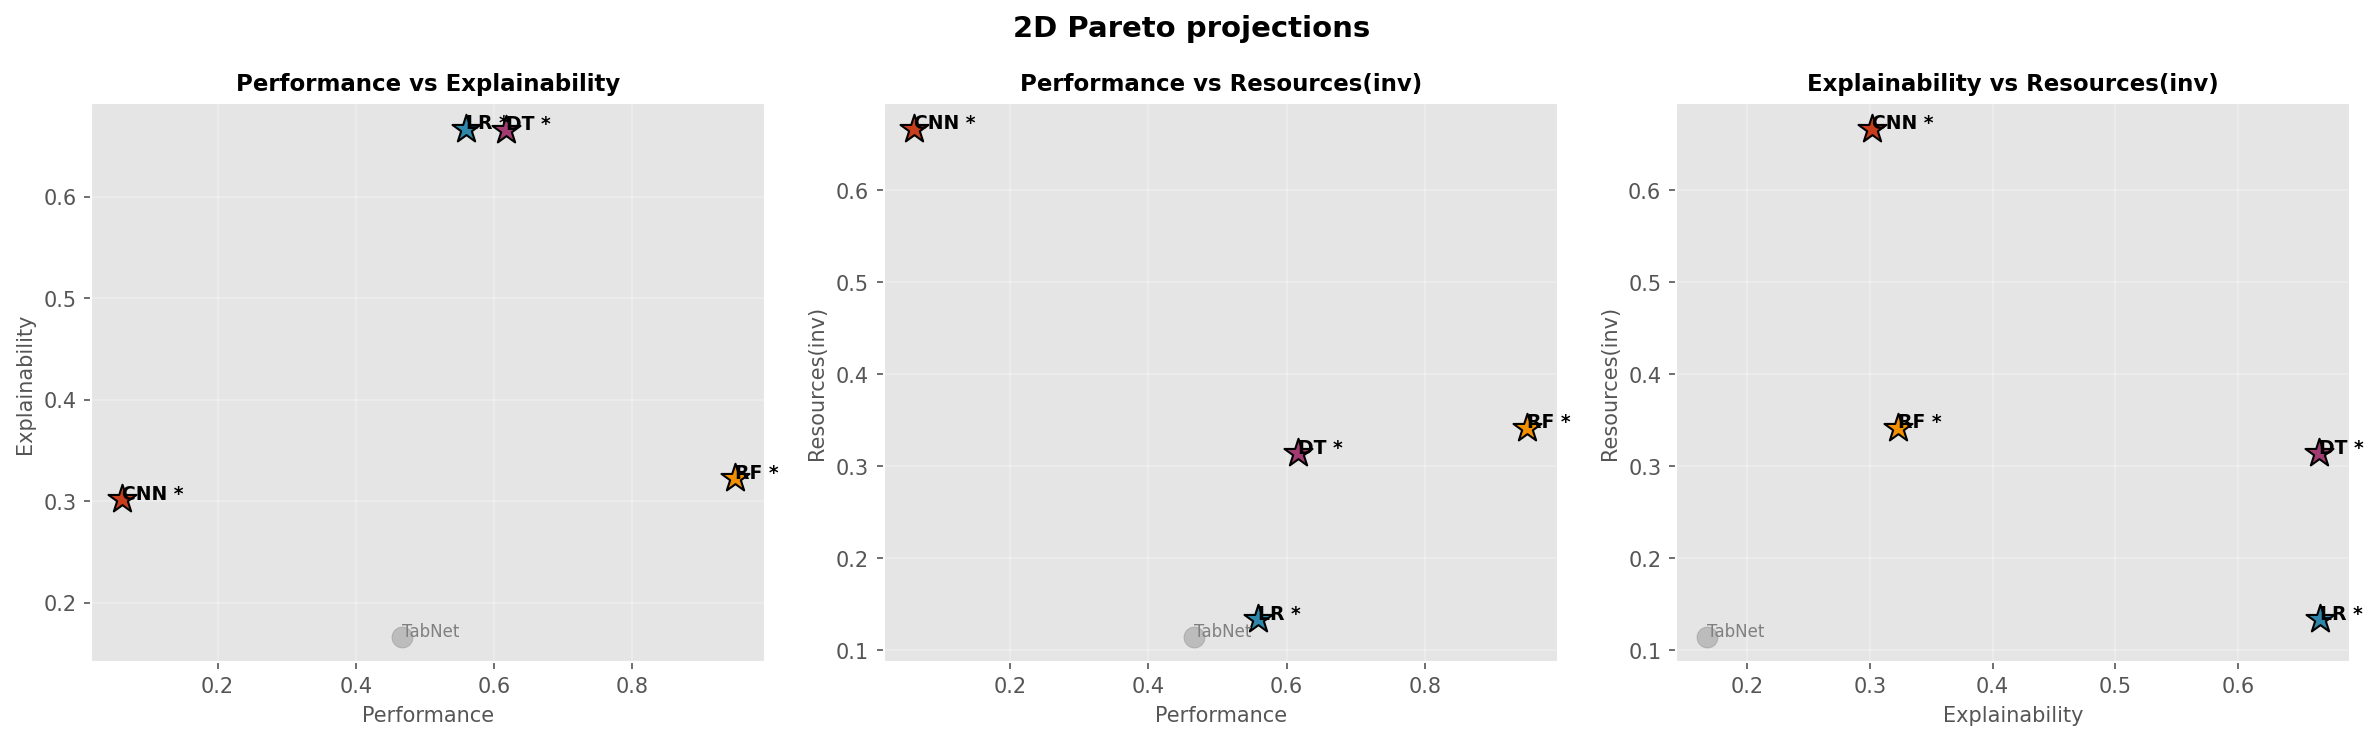 2D Pareto projections
Performance vs Explainability
Explainability
0.6
0.5
0.4
0.3
0.2
LR *
DT *
RF *
CNN *
TabNet
0.2 0.4 0.6 0.8
Performance
Performance vs Resources(inv)
Resources(inv)
0.6
0.5
0.4
0.3
0.2
0.1
CNN *
RF *
DT *
LR *
TabNet
0.2 0.4 0.6 0.8
Performance
Explainability vs Resources(inv)
Resources(inv)
0.6
0.5
0.4
0.3
0.2
0.1
CNN *
RF *
DT *
LR *
TabNet
0.2 0.3 0.4 0.5 0.6
Explainability